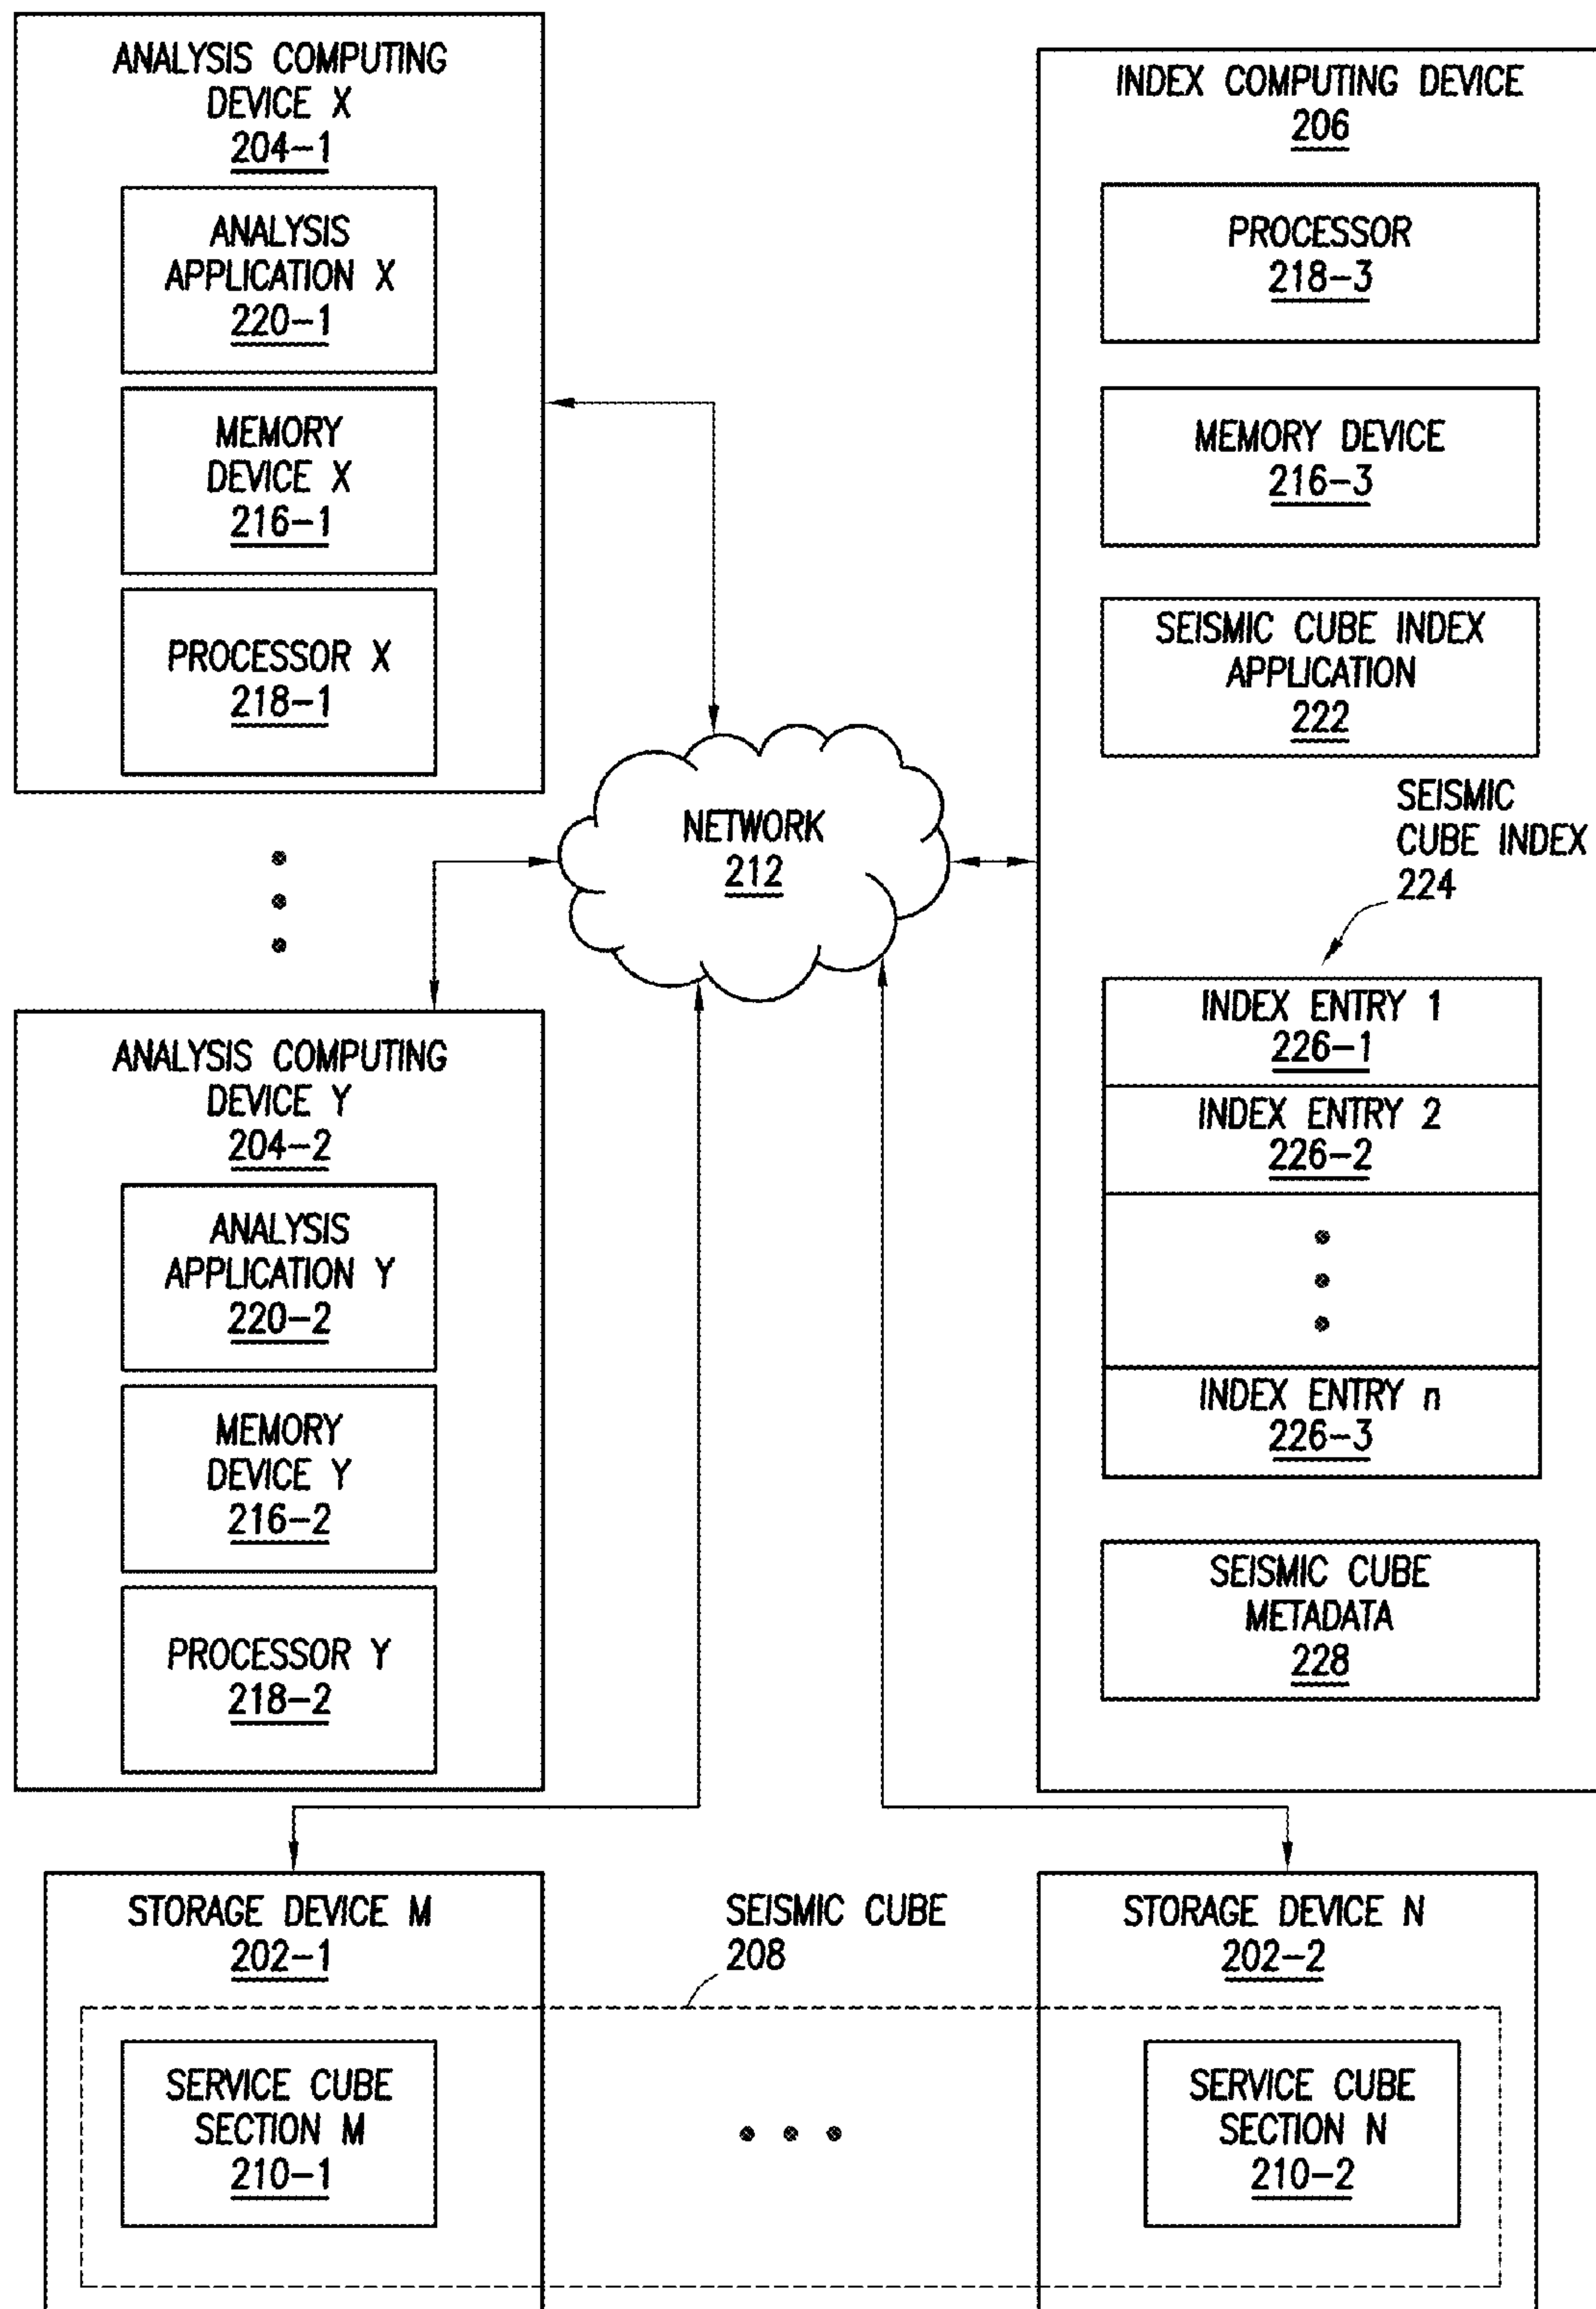 ANALYSIS COMPUTING
DEVICE X
204-1
ANALYSIS
APPLICATION X
220-1
MEMORY
DEVICE X
216-1
PROCESSOR X
218-1
ANALYSIS COMPUTING
DEVICE Y
204-2
ANALYSIS
APPLICATION Y
220-2
MEMORY
DEVICE Y
216-2
PROCESSOR Y
218-2
NETWORK
212
INDEX COMPUTING DEVICE
206
PROCESSOR
218-3
MEMORY DEVICE
216-3
SEISMIC CUBE INDEX
APPLICATION
222
SEISMIC
CUBE INDEX
224
INDEX ENTRY 1
226-1
INDEX ENTRY 2
226-2
INDEX ENTRY n
226-3
SEISMIC CUBE
METADATA
228
STORAGE DEVICE M
202-1
SERVICE CUBE
SECTION M
210-1
SEISMIC CUBE
208
STORAGE DEVICE N
202-2
SERVICE CUBE
SECTION N
210-2